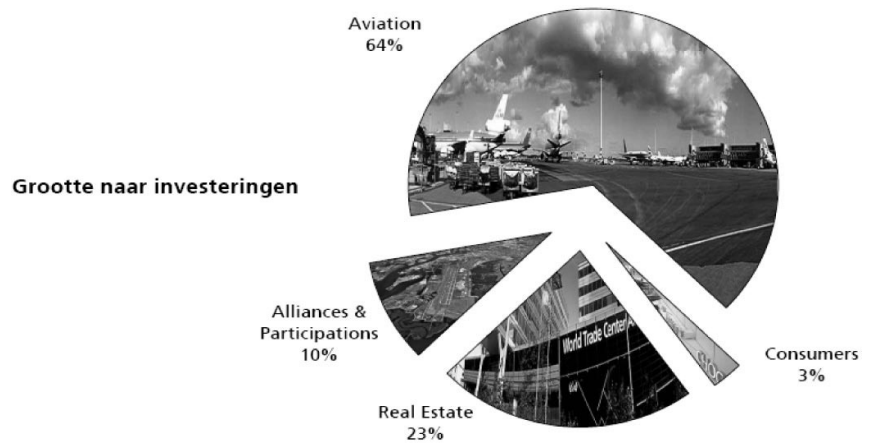 Aviation
64%
Grootte naar investeringen
Alliances &
Participations
10%
World Trade Center
Consumers
3%
Real Estate
23%